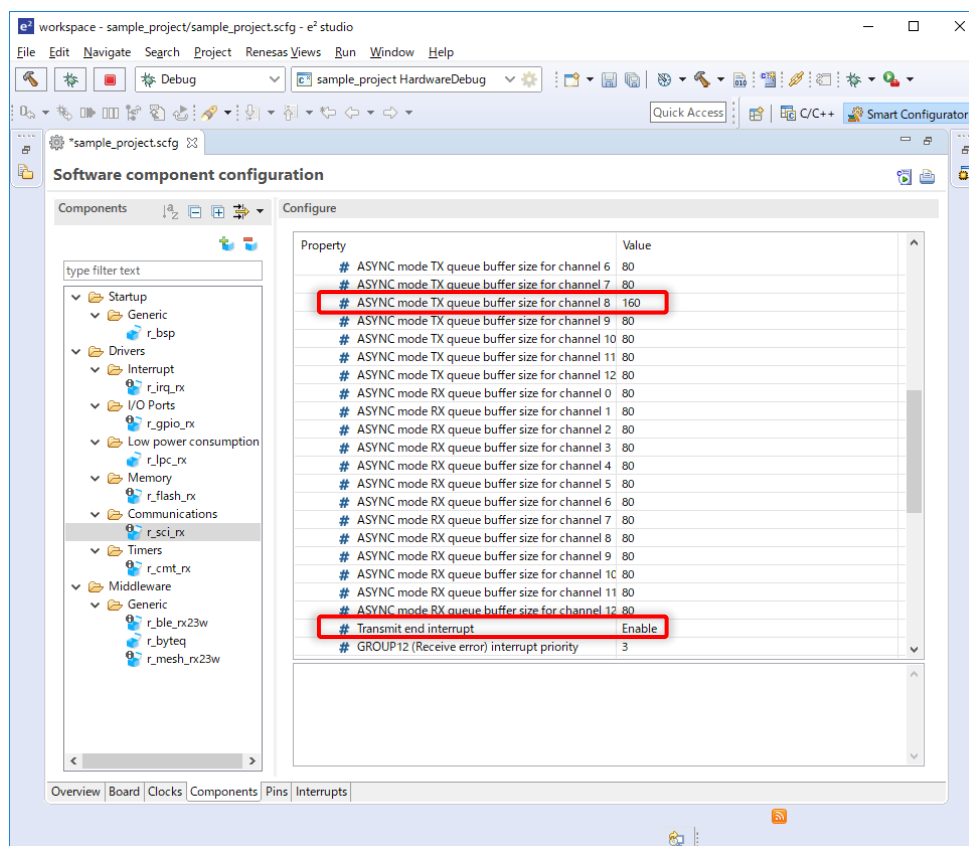 e² workspace - sample_project/sample_project.scfg - e² studio
File Edit Navigate Search Project Renesas Views Run Window Help
Debug sample_project HardwareDebug
Quick Access C/C++ Smart Configurator
*sample_project.scfg
Software component configuration
Components
Configure
type filter text
Startup
Generic
r_bsp
Drivers
Interrupt
r_irq_rx
I/O Ports
r_gpio_rx
Low power consumption
r_lpc_rx
Memory
r_flash_rx
Communications
r_sci_rx
Timers
r_cmt_rx
Middleware
Generic
r_ble_rx23w
r_byteq
r_mesh_rx23w
Property Value
# ASYNC mode TX queue buffer size for channel 6 80
# ASYNC mode TX queue buffer size for channel 7 80
# ASYNC mode TX queue buffer size for channel 8 160
# ASYNC mode TX queue buffer size for channel 9 80
# ASYNC mode TX queue buffer size for channel 10 80
# ASYNC mode TX queue buffer size for channel 11 80
# ASYNC mode TX queue buffer size for channel 12 80
# ASYNC mode RX queue buffer size for channel 0 80
# ASYNC mode RX queue buffer size for channel 1 80
# ASYNC mode RX queue buffer size for channel 2 80
# ASYNC mode RX queue buffer size for channel 3 80
# ASYNC mode RX queue buffer size for channel 4 80
# ASYNC mode RX queue buffer size for channel 5 80
# ASYNC mode RX queue buffer size for channel 6 80
# ASYNC mode RX queue buffer size for channel 7 80
# ASYNC mode RX queue buffer size for channel 8 80
# ASYNC mode RX queue buffer size for channel 9 80
# ASYNC mode RX queue buffer size for channel 10 80
# ASYNC mode RX queue buffer size for channel 11 80
# ASYNC mode RX queue buffer size for channel 12 80
# Transmit end interrupt Enable
# GROUP12 (Receive error) interrupt priority 3
Overview Board Clocks Components Pins Interrupts